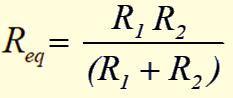 R_eq = R_1 R_2 / (R_1 + R_2)